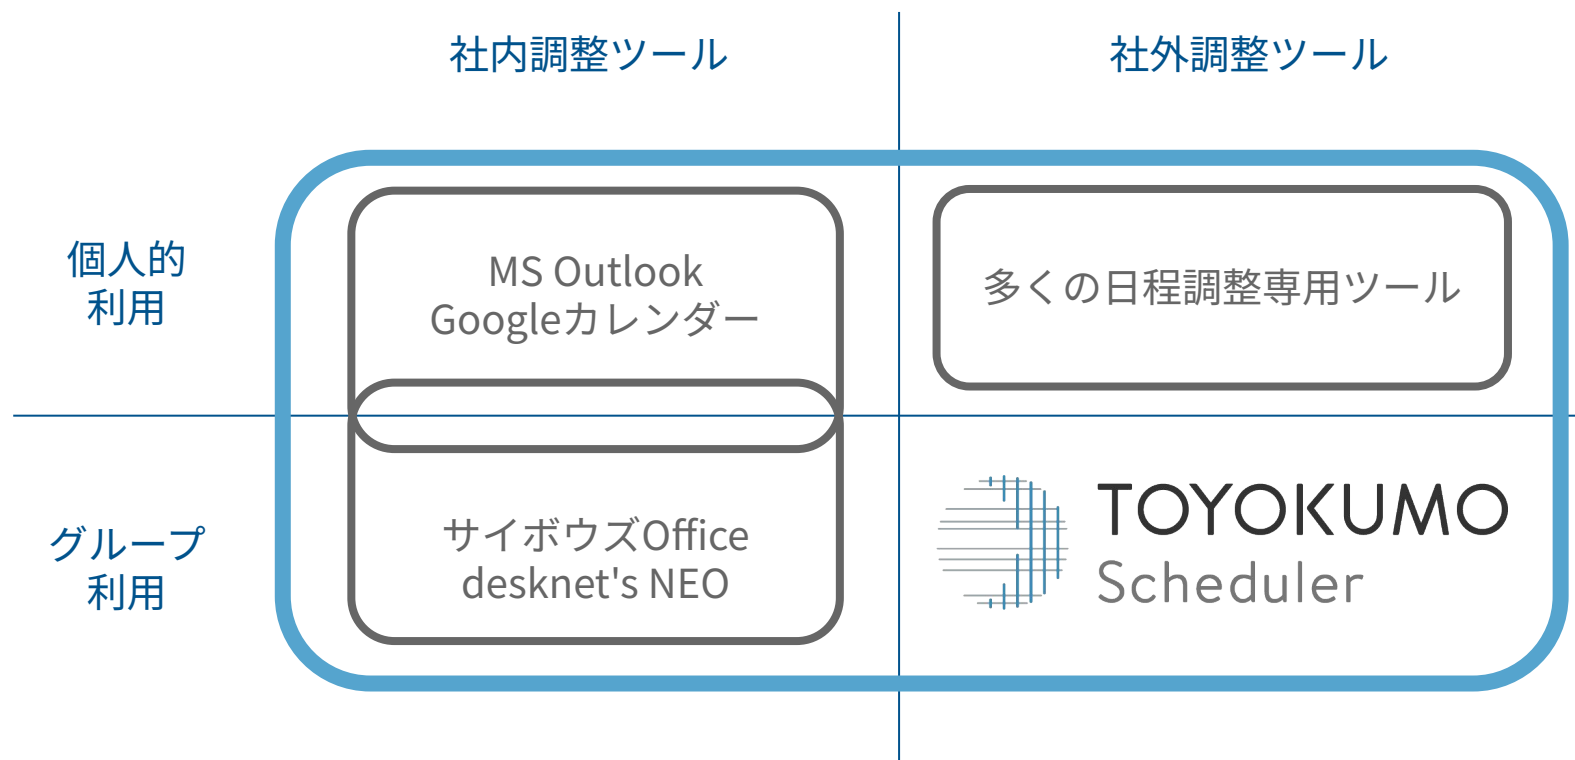 社内調整ツール
社外調整ツール
個人的
利用
MS Outlook
Googleカレンダー
多くの日程調整専用ツール
グループ
利用
サイボウズOffice
desknet's NEO
TOYOKUMO
Scheduler